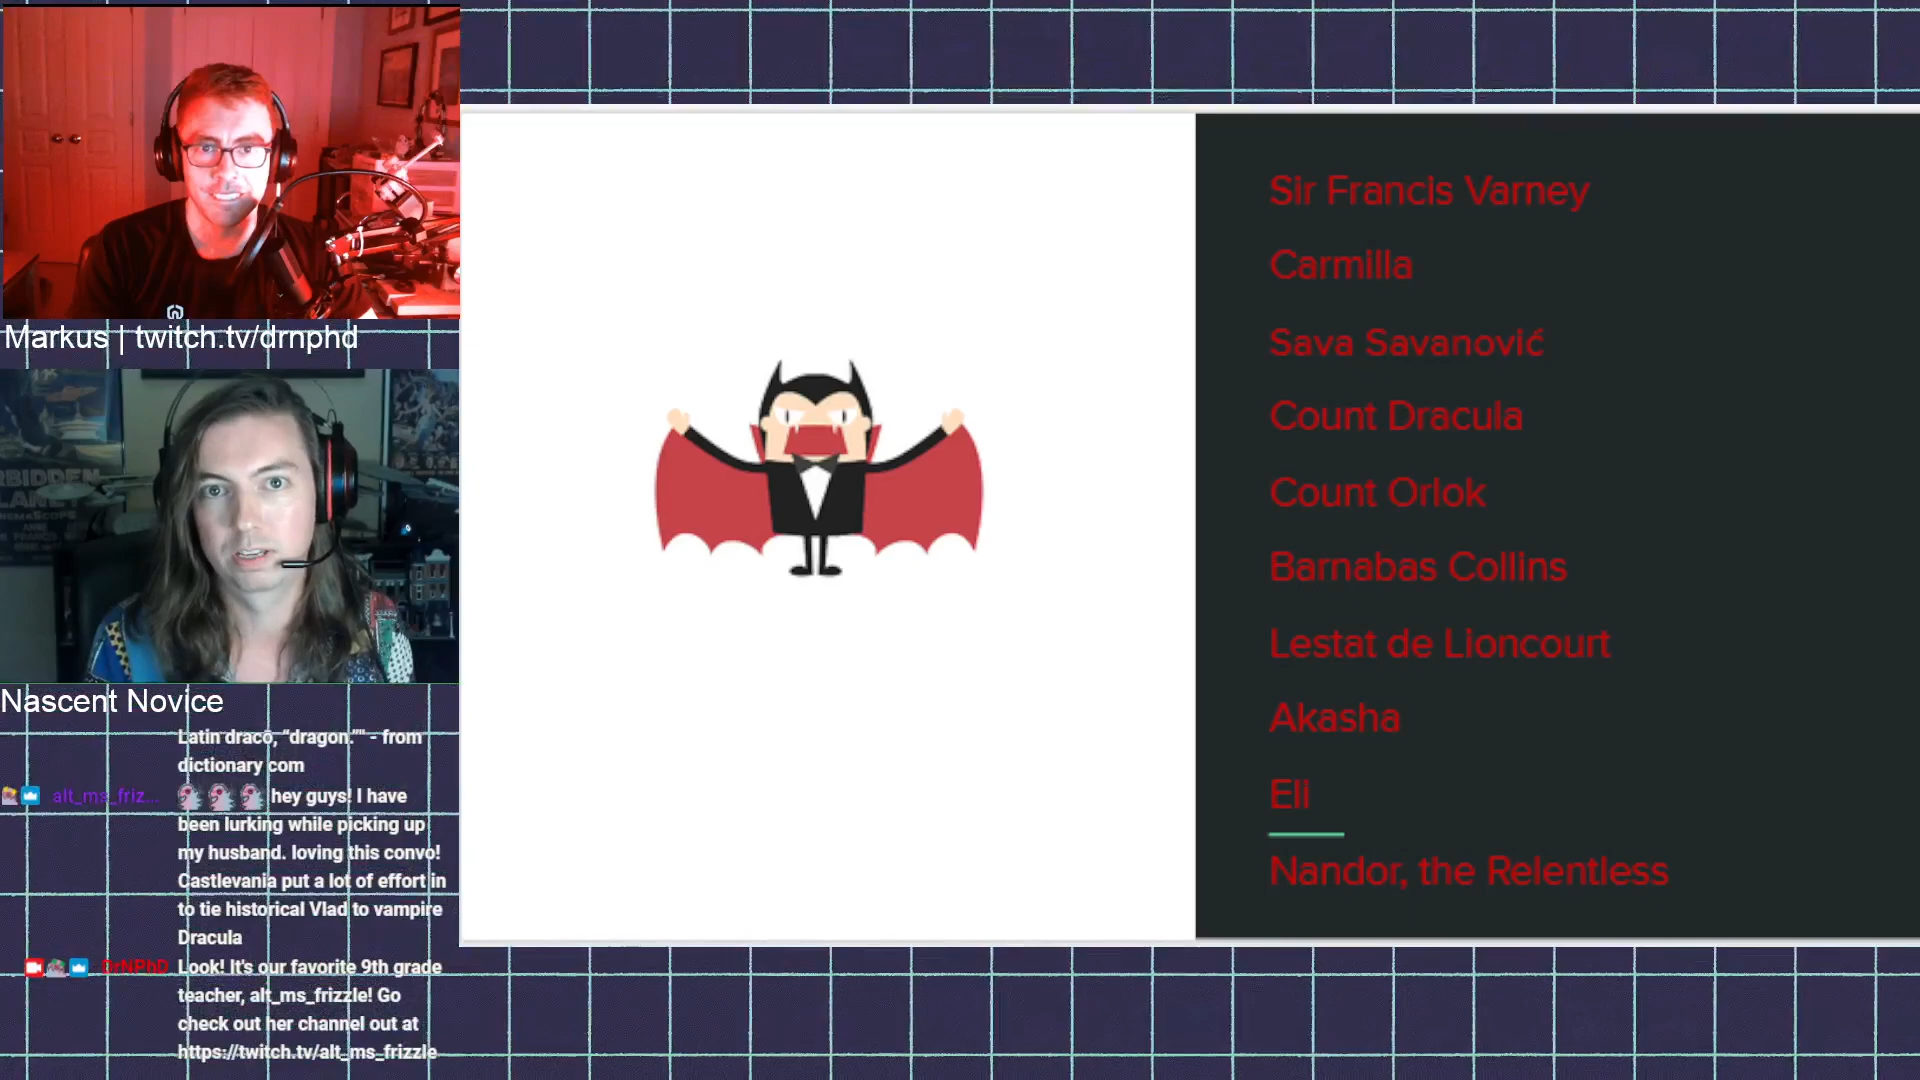 Markus | twitch.tv/drnphd
FORBIDDEN
PLANET
CINEMASCOPE
Nascent Novice
Latin dracō, “dragon.”" - from
dictionary com
alt_ms_friz... hey guys! I have
been lurking while picking up
my husband. loving this convo!
Castlevania put a lot of effort in
to tie historical Vlad to vampire
Dracula
DrNPhD Look! It's our favorite 9th grade
teacher, alt_ms_frizzle! Go
check out her channel out at
https://twitch.tv/alt_ms_frizzle
Sir Francis Varney
Carmilla
Sava Savanović
Count Dracula
Count Orlok
Barnabas Collins
Lestat de Lioncourt
Akasha
Eli
Nandor, the Relentless